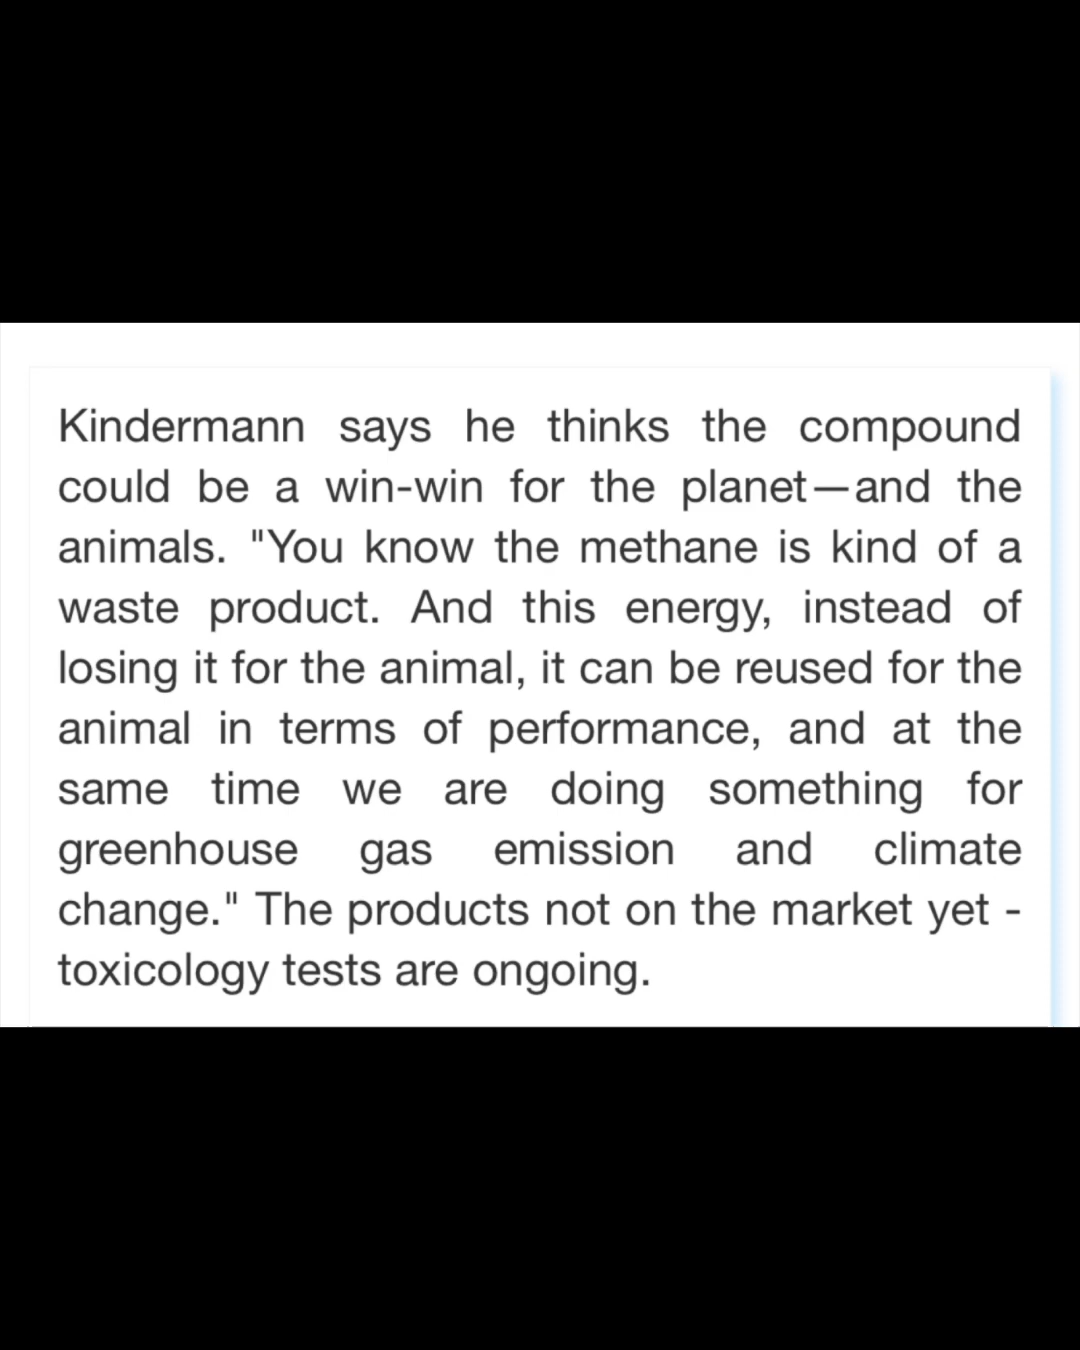 Kindermann says he thinks the compound
could be a win-win for the planet—and the
animals. "You know the methane is kind of a
waste product. And this energy, instead of
losing it for the animal, it can be reused for the
animal in terms of performance, and at the
same time we are doing something for
greenhouse gas emission and climate
change." The products not on the market yet -
toxicology tests are ongoing.